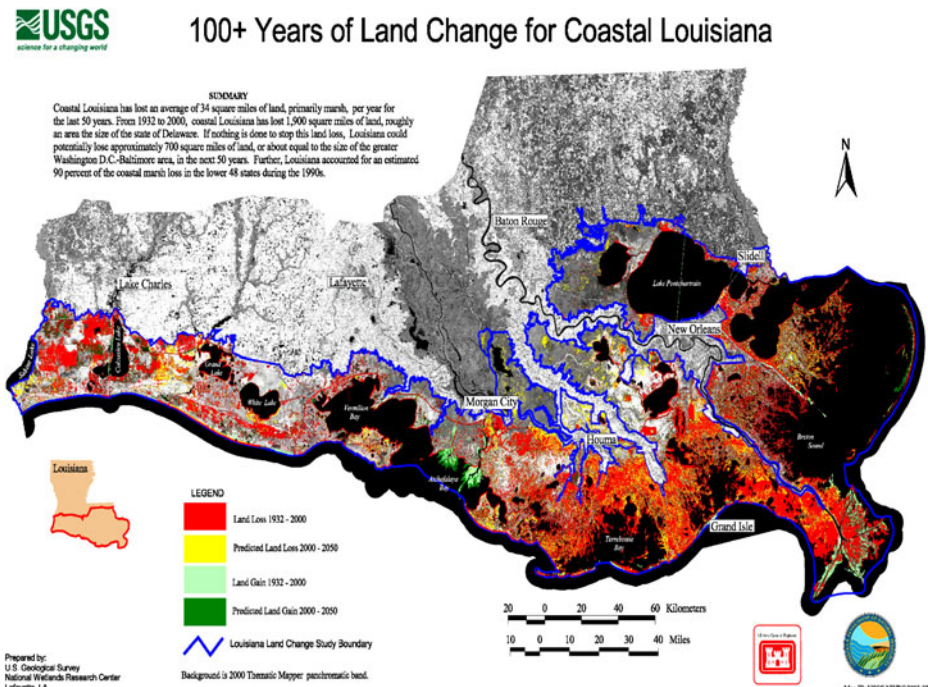 USGS
science for a changing world
100+ Years of Land Change for Coastal Louisiana
SUMMARY
Coastal Louisiana has lost an average of 34 square miles of land, primarily marsh, per year for
the last 50 years. From 1932 to 2000, coastal Louisiana has lost 1,900 square miles of land, roughly
an area the size of the state of Delaware. If nothing is done to stop this land loss, Louisiana could
potentially lose approximately 700 square miles of land, or about equal to the size of the greater
Washington D.C.-Baltimore area, in the next 50 years. Further, Louisiana accounted for an estimated
90 percent of the coastal marsh loss in the lower 48 states during the 1990s.
N
Baton Rouge
Slidell
Lake Charles
Lafayette
Lake Pontchartrain
New Orleans
Sabine Lake
Calcasieu Lake
Grand
Lake
White Lake
Vermilion
Bay
Morgan City
Houma
Breton
Sound
Atchafalaya
Bay
Terrebonne
Bay
Grand Isle
Louisiana
LEGEND
Land Loss 1932 - 2000
Predicted Land Loss 2000 - 2050
Land Gain 1932 - 2000
Predicted Land Gain 2000 - 2050
Louisiana Land Change Study Boundary
Background is 2000 Thematic Mapper panchromatic band.
20 0 20 40 60 Kilometers
10 0 10 20 30 40 Miles
Prepared by:
U.S. Geological Survey
National Wetlands Research Center
Lafayette, LA